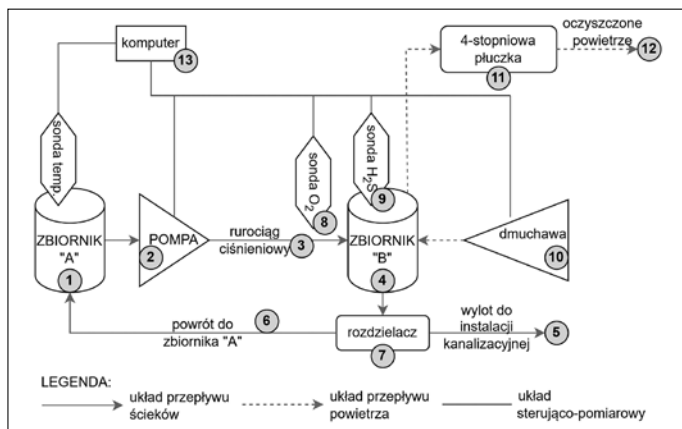 komputer
13
4-stopniowa
płuczka
11
oczyszczone
powietrze
12
sonda temp.
sonda O2
8
sonda H2S
9
ZBIORNIK
"A"
1
POMPA
2
rurociąg
ciśnieniowy
3
ZBIORNIK
"B"
4
dmuchawa
10
powrót do
zbiornika "A"
6
rozdzielacz
7
wylot do
instalacji
kanalizacyjnej
5
LEGENDA:
układ przepływu
ścieków
układ przepływu
powietrza
układ
sterująco-pomiarowy